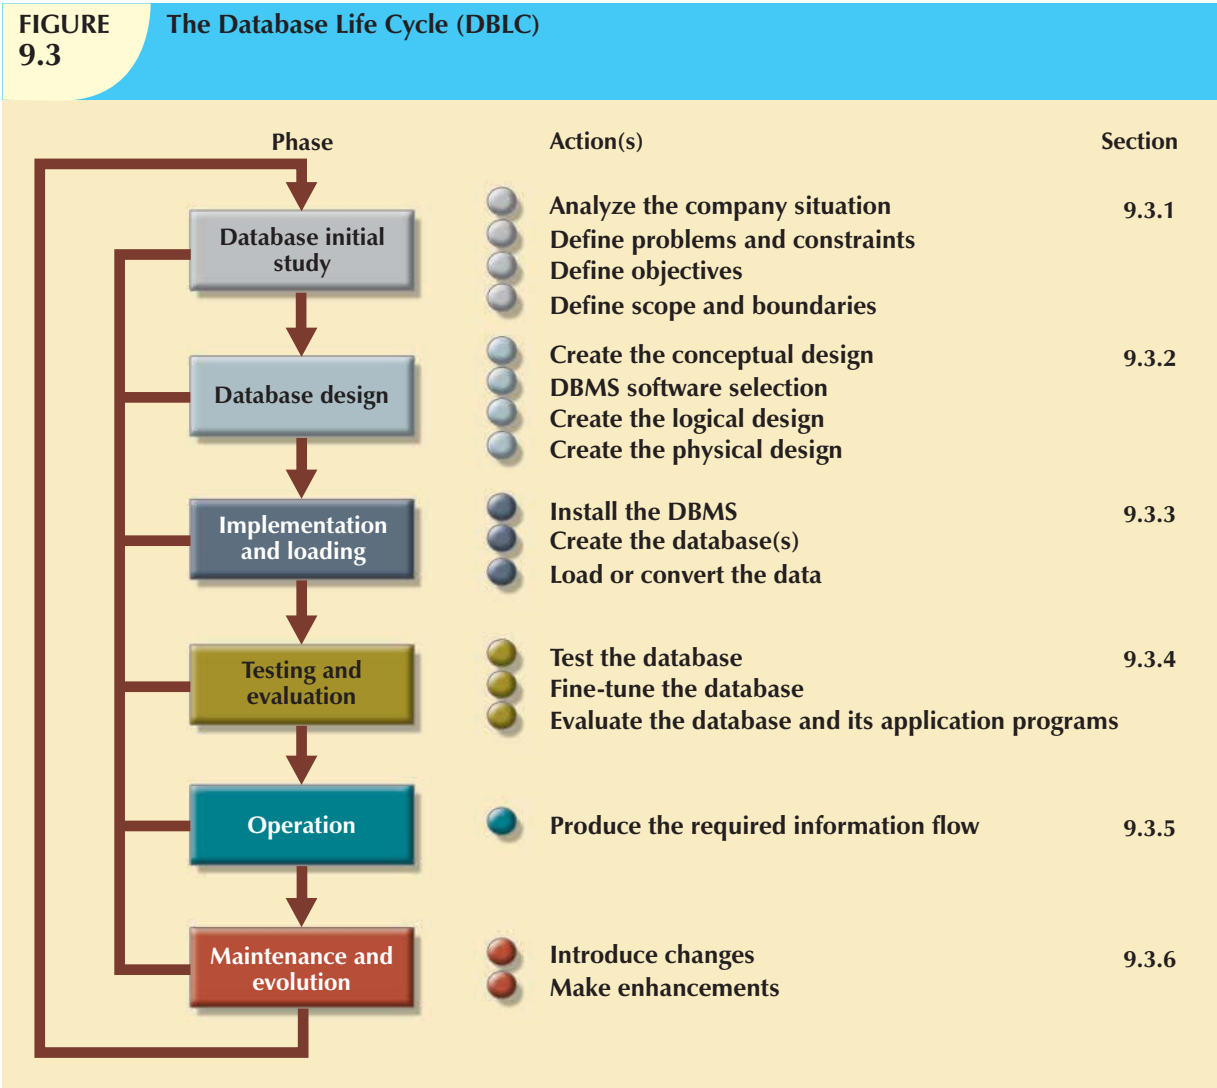 FIGURE
9.3
The Database Life Cycle (DBLC)
Phase
Action(s)
Section
Database initial
study
Analyze the company situation
9.3.1
Define problems and constraints
Define objectives
Define scope and boundaries
Database design
Create the conceptual design
9.3.2
DBMS software selection
Create the logical design
Create the physical design
Implementation
and loading
Install the DBMS
9.3.3
Create the database(s)
Load or convert the data
Testing and
evaluation
Test the database
9.3.4
Fine-tune the database
Evaluate the database and its application programs
Operation
Produce the required information flow
9.3.5
Maintenance and
evolution
Introduce changes
9.3.6
Make enhancements